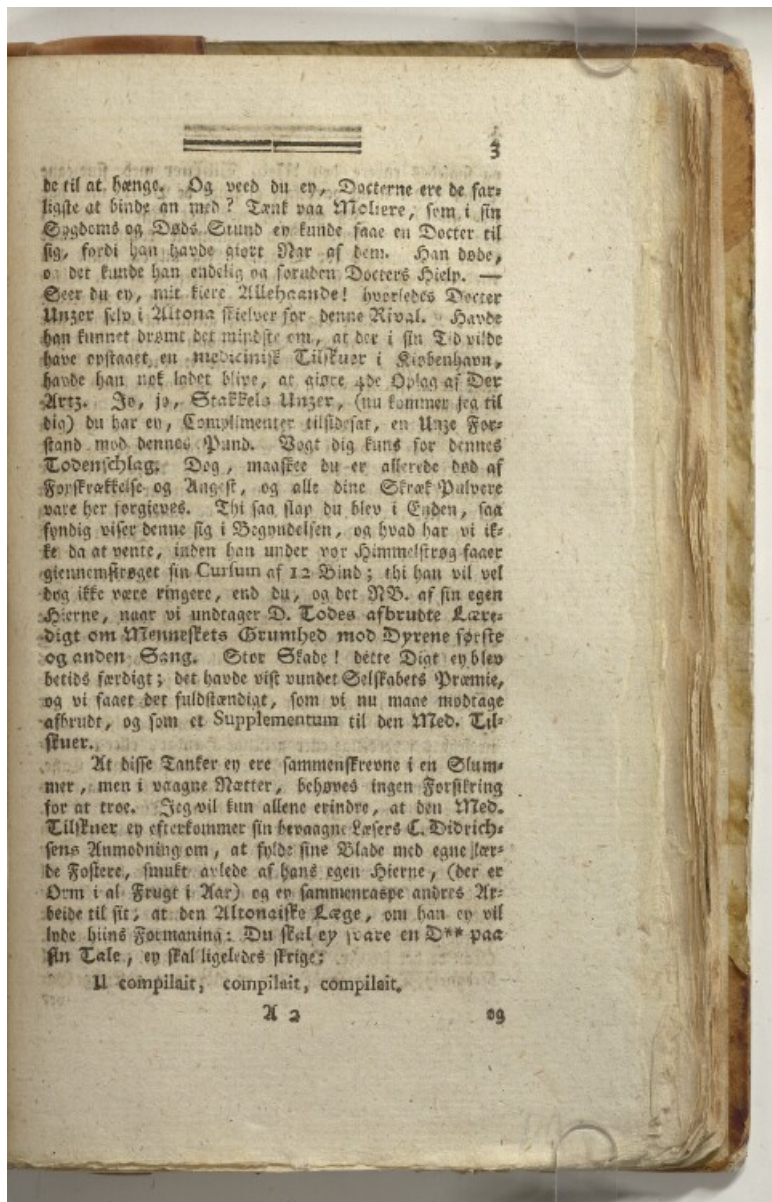 3
de til at hænge. Og veed du ey, Docterne ere de far-
ligste at binde an med? Tænk paa Moliere, som i sin
Sygdoms og Døds Stund ey kunde faae en Docter til
sig, fordi han havde giort Nar af dem. Han døde,
og det kunde han endelig og foruden Docters Hielp. —
Seer du ey, mit kiere Allehaande! hvorledes Docter
Unzer selv i Altona skielver for denne Rival. Havde
han kunnet drømt det mindste om, at der i sin Tid vilde
have opstaaet en medicinisk Tilskuer i Kiøbenhavn,
havde han nok ladet blive, at giøre 4de Oplag af Der
Artz. Jo, jo, Stakkels Unzer, (nu kommer jeg til
dig) du har ey, Complimenter tilsidesat, en Unze For-
stand mod dennes Pund. Vogt dig kuns for dennes
Todenschlag. Dog, maaskee du er allerede død af
Forskrækkelse og Angest, og alle dine Skræk Pulvere
vare her forgieves. Thi saa slap du blev i Enden, saa
fyndig viser denne sig i Begyndelsen, og hvad har vi ik-
ke da at vente, inden han under vor Himmelstrøg faaer
giennemstrøget sin Cursum af 12 Bind; thi han vil vel
dog ikke være ringere, end du, og det NB. af sin egen
Hierne, naar vi undtager D. Todes afbrudte Lære-
digt om Menneskets Grumhed mod Dyrene første
og anden Sang. Stor Skade! dette Digt ey blev
betids færdigt; det havde vist vundet Selskabets Præmie,
og vi faaet det fuldstændigt, som vi nu maae modtage
afbrudt, og som et Supplementum til den Med. Til-
skuer.
At disse Tanker ey ere sammenskrevne i en Slum-
mer, men i vaagne Nætter, behøves ingen Forsikring
for at troe. Jeg vil kun allene erindre, at den Med.
Tilskuer ey efterkommer sin bevaagne Læsers C. Didrich-
sens Anmodning om, at fylde sine Blade med egne lær-
de Fostere, smukt avlede af hans egen Hierne, (der er
Orm i al Frugt i Aar) og ey sammenraspe andres Ar-
beide til sit, at den Altonaiske Læge, om han ey vil
lyde hiins Formaning: Du skal ey svare en D** paa
sin Tale, ey skal ligeledes skrige:
Il compilait, compilait, compilait.
A 2 og